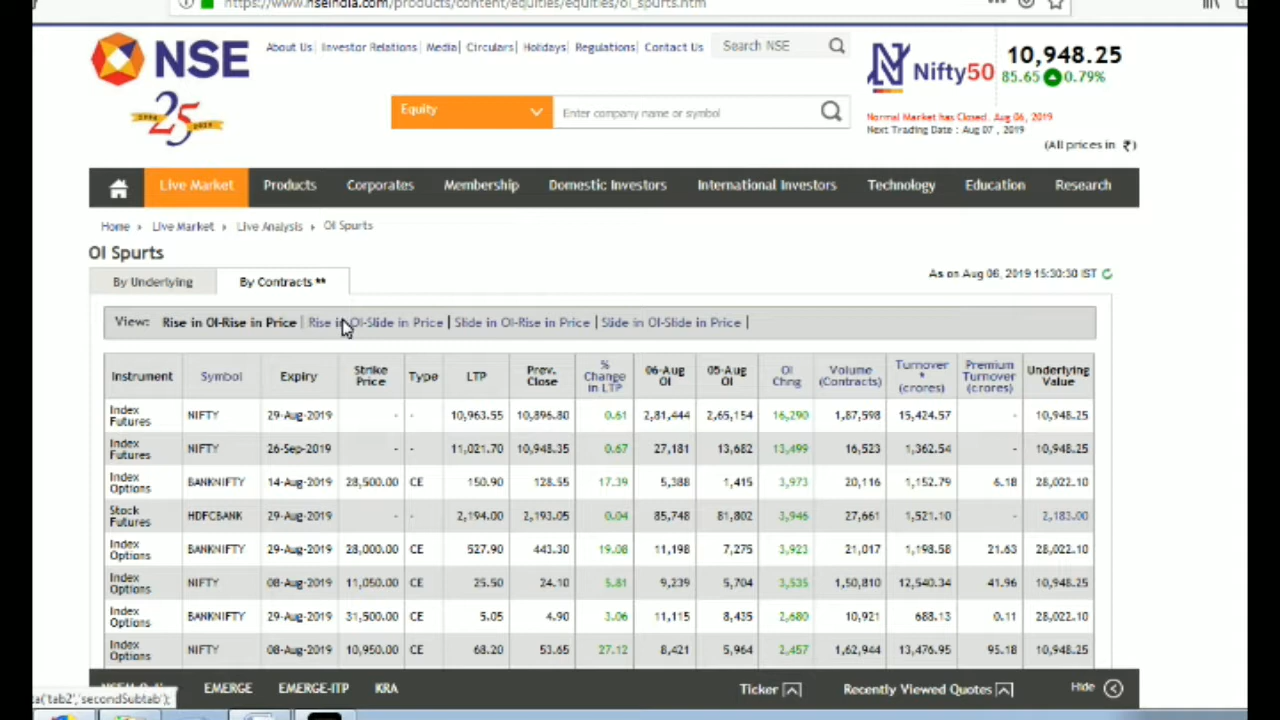 https://www.nseindia.com/products/content/equities/equities/oi_spurts.htm
NSE
About Us | Investor Relations | Media | Circulars | Holidays | Regulations | Contact Us
Search NSE
Nifty50
10,948.25
85.65 0.79%
25
Equity
Enter company name or symbol
Normal Market has Closed. Aug 06, 2019
Next Trading Date : Aug 07 , 2019
(All prices in ₹)
Live Market Products Corporates Membership Domestic Investors International Investors Technology Education Research
Home Live Market Live Analysis OI Spurts
OI Spurts
By Underlying By Contracts **
As on Aug 06, 2019 15:30:30 IST
View: Rise in OI-Rise in Price | Rise in OI-Slide in Price | Slide in OI-Rise in Price | Slide in OI-Slide in Price |
Instrument Symbol Expiry Strike Price Type LTP Prev. Close % Change in LTP 06-Aug OI 05-Aug OI OI Chng Volume (Contracts) Turnover * (crores) Premium Turnover (crores) Underlying Value
Index Futures NIFTY 29-Aug-2019 - - 10,963.55 10,896.80 0.61 2,81,444 2,65,154 16,290 1,87,598 15,424.57 - 10,948.25
Index Futures NIFTY 26-Sep-2019 - - 11,021.70 10,948.35 0.67 27,181 13,682 13,499 16,523 1,362.54 - 10,948.25
Index Options BANKNIFTY 14-Aug-2019 28,500.00 CE 150.90 128.55 17.39 5,388 1,415 3,973 20,116 1,152.79 6.18 28,022.10
Stock Futures HDFCBANK 29-Aug-2019 - - 2,194.00 2,193.05 0.04 85,748 81,802 3,946 27,661 1,521.10 - 2,183.00
Index Options BANKNIFTY 29-Aug-2019 28,000.00 CE 527.90 443.30 19.08 11,198 7,275 3,923 21,017 1,198.58 21.63 28,022.10
Index Options NIFTY 08-Aug-2019 11,050.00 CE 25.50 24.10 5.81 9,239 5,704 3,535 1,50,810 12,540.34 41.96 10,948.25
Index Options BANKNIFTY 29-Aug-2019 31,500.00 CE 5.05 4.90 3.06 11,115 8,435 2,680 10,921 688.13 0.11 28,022.10
Index Options NIFTY 08-Aug-2019 10,950.00 CE 68.20 53.65 27.12 8,421 5,964 2,457 1,62,944 13,476.95 95.18 10,948.25
EMERGE EMERGE-ITP KRA
Ticker Recently Viewed Quotes Hide
ta('tab2','secondSubtab');